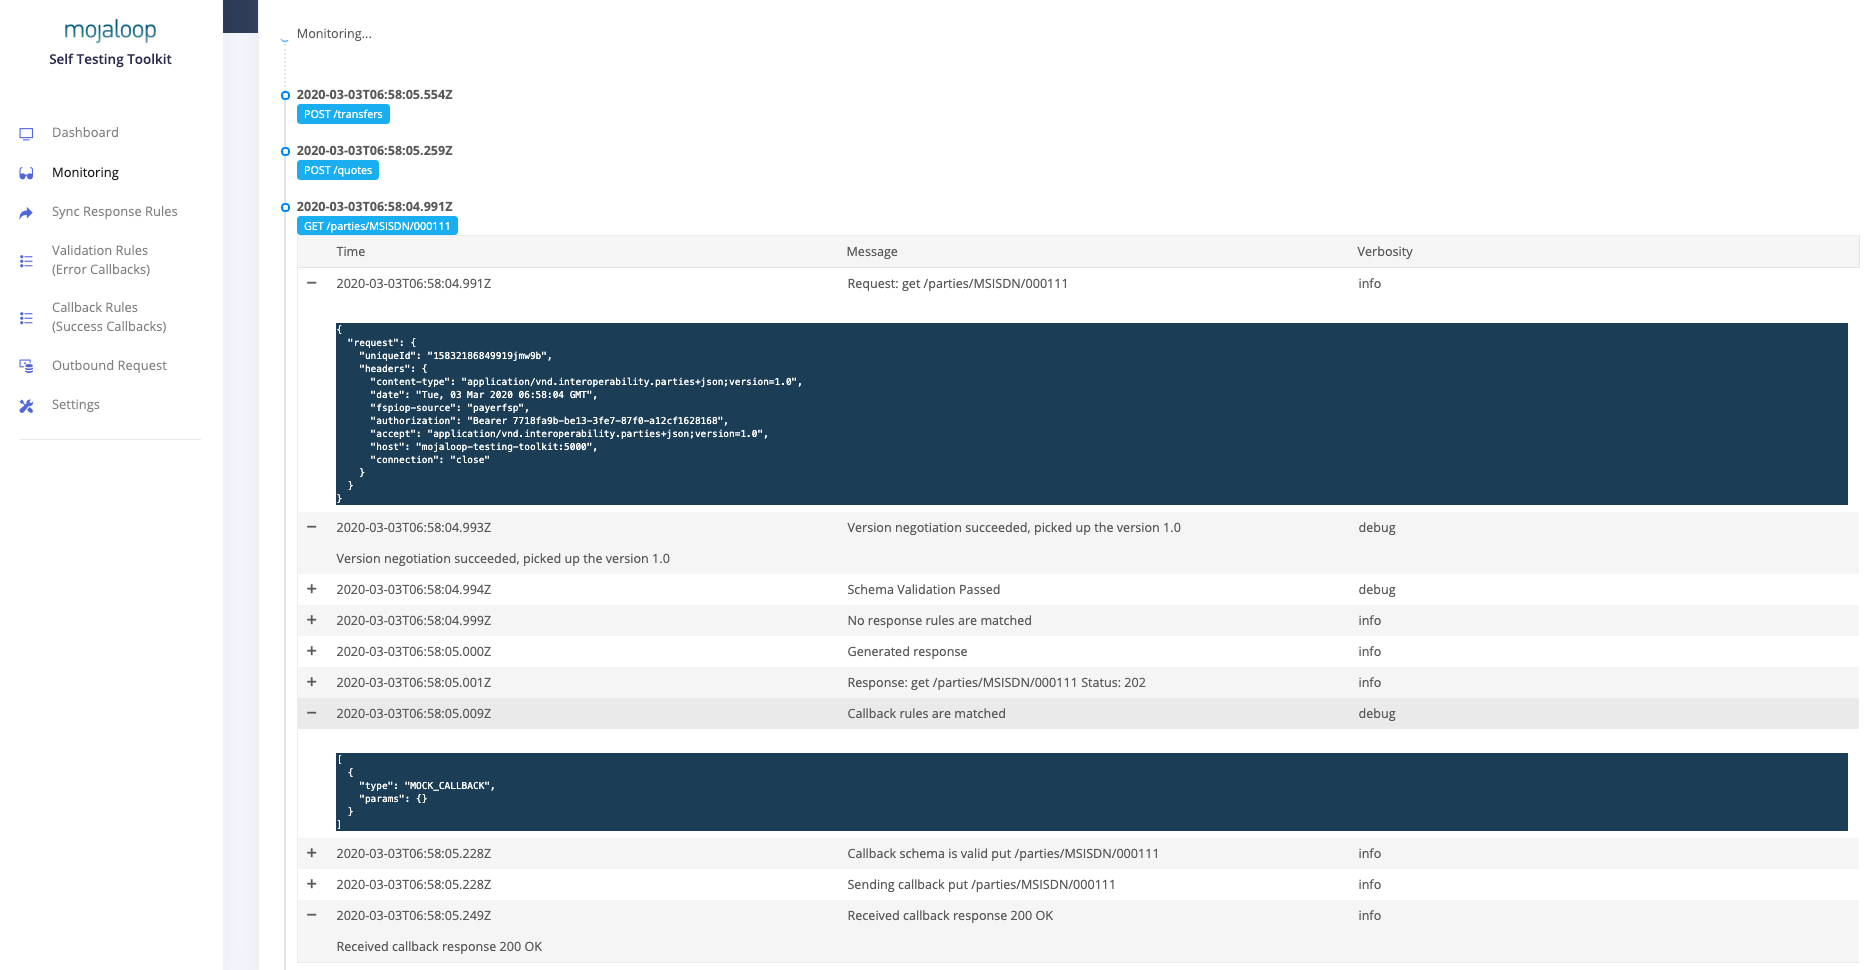 mojaloop
Self Testing Toolkit
Dashboard
Monitoring
Sync Response Rules
Validation Rules
(Error Callbacks)
Callback Rules
(Success Callbacks)
Outbound Request
Settings
Monitoring...
2020-03-03T06:58:05.554Z
POST /transfers
2020-03-03T06:58:05.259Z
POST /quotes
2020-03-03T06:58:04.991Z
GET /parties/MSISDN/000111
Time Message Verbosity
− 2020-03-03T06:58:04.991Z Request: get /parties/MSISDN/000111 info
{
"request": {
"uniqueId": "15832186849919jmw9b",
"headers": {
"content-type": "application/vnd.interoperability.parties+json;version=1.0",
"date": "Tue, 03 Mar 2020 06:58:04 GMT",
"fspiop-source": "payerfsp",
"authorization": "Bearer 7718fa9b-be13-3fe7-87f0-a12cf1628168",
"accept": "application/vnd.interoperability.parties+json;version=1.0",
"host": "mojaloop-testing-toolkit:5000",
"connection": "close"
}
}
}
− 2020-03-03T06:58:04.993Z Version negotiation succeeded, picked up the version 1.0 debug
Version negotiation succeeded, picked up the version 1.0
+ 2020-03-03T06:58:04.994Z Schema Validation Passed debug
+ 2020-03-03T06:58:04.999Z No response rules are matched info
+ 2020-03-03T06:58:05.000Z Generated response info
+ 2020-03-03T06:58:05.001Z Response: get /parties/MSISDN/000111 Status: 202 info
− 2020-03-03T06:58:05.009Z Callback rules are matched debug
[
{
"type": "MOCK_CALLBACK",
"params": {}
}
]
+ 2020-03-03T06:58:05.228Z Callback schema is valid put /parties/MSISDN/000111 info
+ 2020-03-03T06:58:05.228Z Sending callback put /parties/MSISDN/000111 info
− 2020-03-03T06:58:05.249Z Received callback response 200 OK info
Received callback response 200 OK